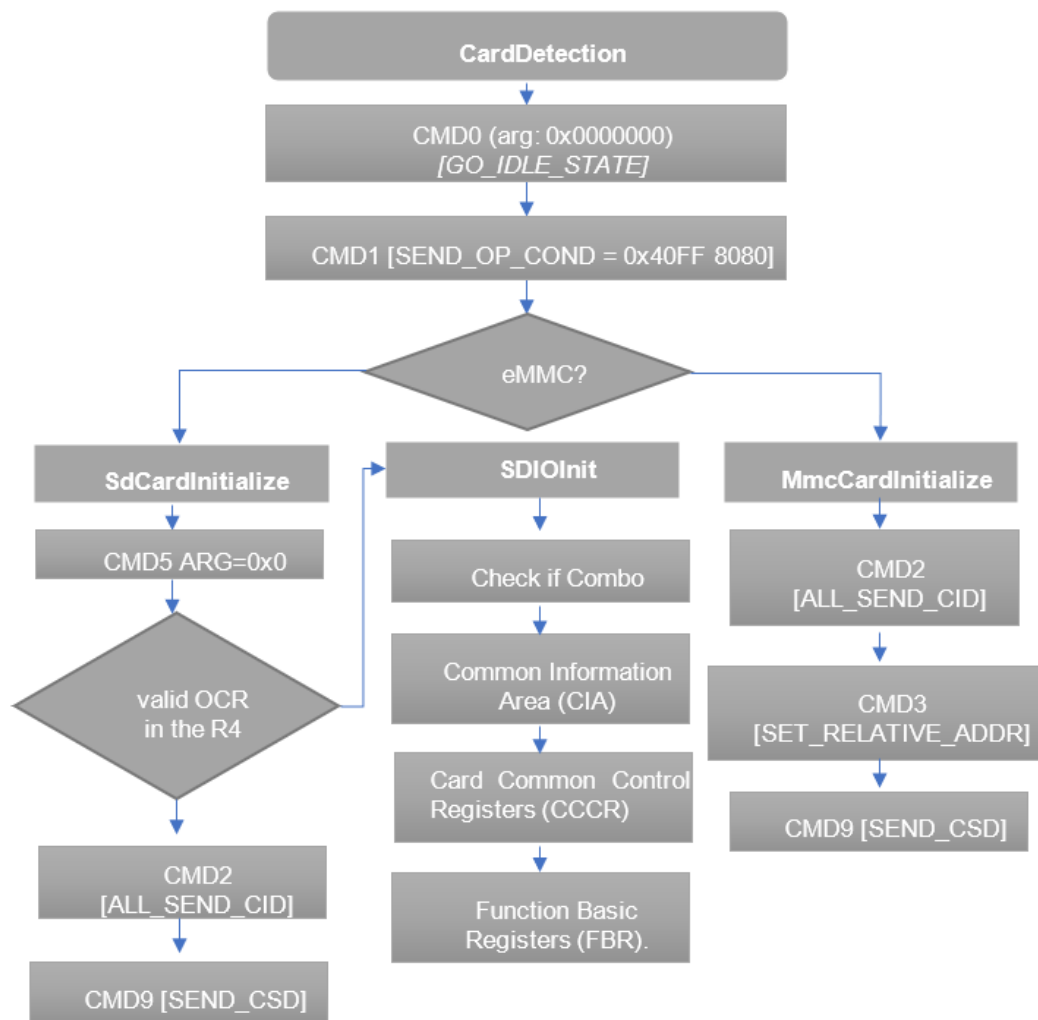 CardDetection
CMD0 (arg: 0x0000000)
[GO_IDLE_STATE]
CMD1 [SEND_OP_COND = 0x40FF 8080]
eMMC?
SdCardInitialize
CMD5 ARG=0x0
valid OCR
in the R4
CMD2
[ALL_SEND_CID]
CMD9 [SEND_CSD]
SDIOInit
Check if Combo
Common Information
Area (CIA)
Card Common Control
Registers (CCCR)
Function Basic
Registers (FBR).
MmcCardInitialize
CMD2
[ALL_SEND_CID]
CMD3
[SET_RELATIVE_ADDR]
CMD9 [SEND_CSD]